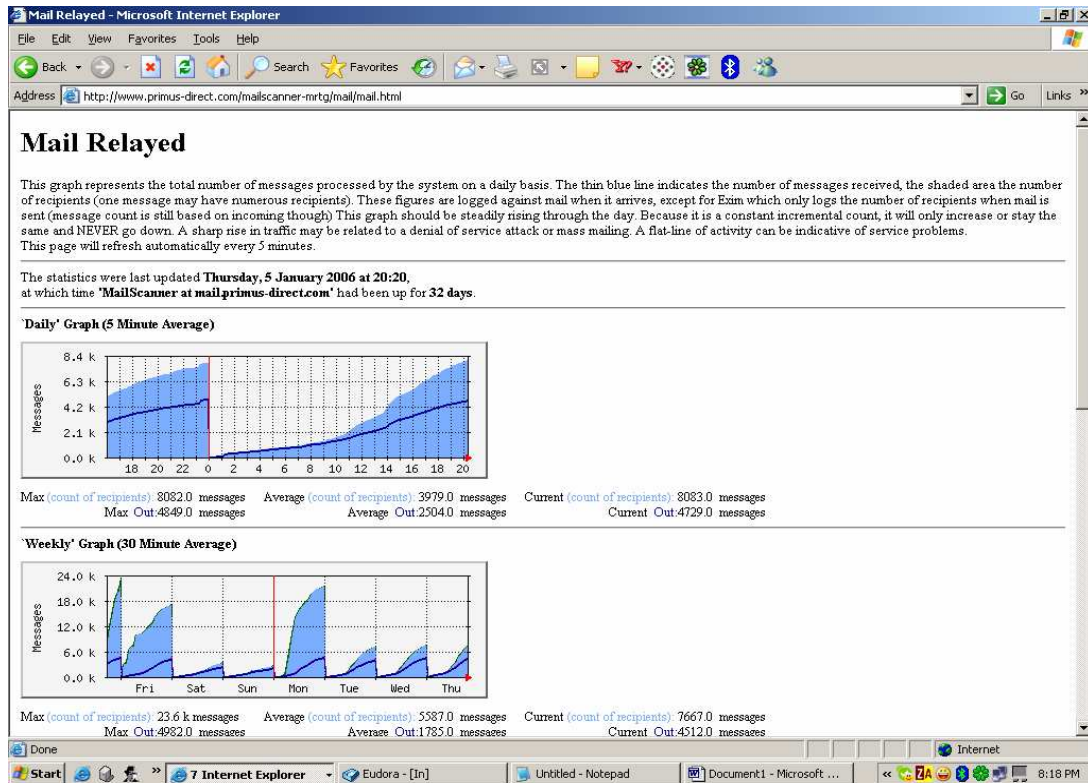 Mail Relayed - Microsoft Internet Explorer
File Edit View Favorites Tools Help
Back Search Favorites
Address http://www.primus-direct.com/mailscanner-mrtg/mail/mail.html Go Links »
Mail Relayed
This graph represents the total number of messages processed by the system on a daily basis. The thin blue line indicates the number of messages received, the shaded area the number
of recipients (one message may have numerous recipients). These figures are logged against mail when it arrives, except for Exim which only logs the number of recipients when mail is
sent (message count is still based on incoming though) This graph should be steadily rising through the day. Because it is a constant incremental count, it will only increase or stay the
same and NEVER go down. A sharp rise in traffic may be related to a denial of service attack or mass mailing. A flat-line of activity can be indicative of service problems.
This page will refresh automatically every 5 minutes.
The statistics were last updated Thursday, 5 January 2006 at 20:20,
at which time 'MailScanner at mail.primus-direct.com' had been up for 32 days.
`Daily' Graph (5 Minute Average)
Messages
8.4 k
6.3 k
4.2 k
2.1 k
0.0 k
18 20 22 0 2 4 6 8 10 12 14 16 18 20
Max (count of recipients): 8082.0 messages Average (count of recipients): 3979.0 messages Current (count of recipients): 8083.0 messages
Max Out:4849.0 messages Average Out:2504.0 messages Current Out:4729.0 messages
`Weekly' Graph (30 Minute Average)
Messages
24.0 k
18.0 k
12.0 k
6.0 k
0.0 k
Fri Sat Sun Mon Tue Wed Thu
Max (count of recipients): 23.6 k messages Average (count of recipients): 5587.0 messages Current (count of recipients): 7667.0 messages
Max Out:4982.0 messages Average Out:1785.0 messages Current Out:4512.0 messages
Done Internet
Start » 7 Internet Explorer Eudora - [In] Untitled - Notepad Document1 - Microsoft ... « ZA 8:18 PM